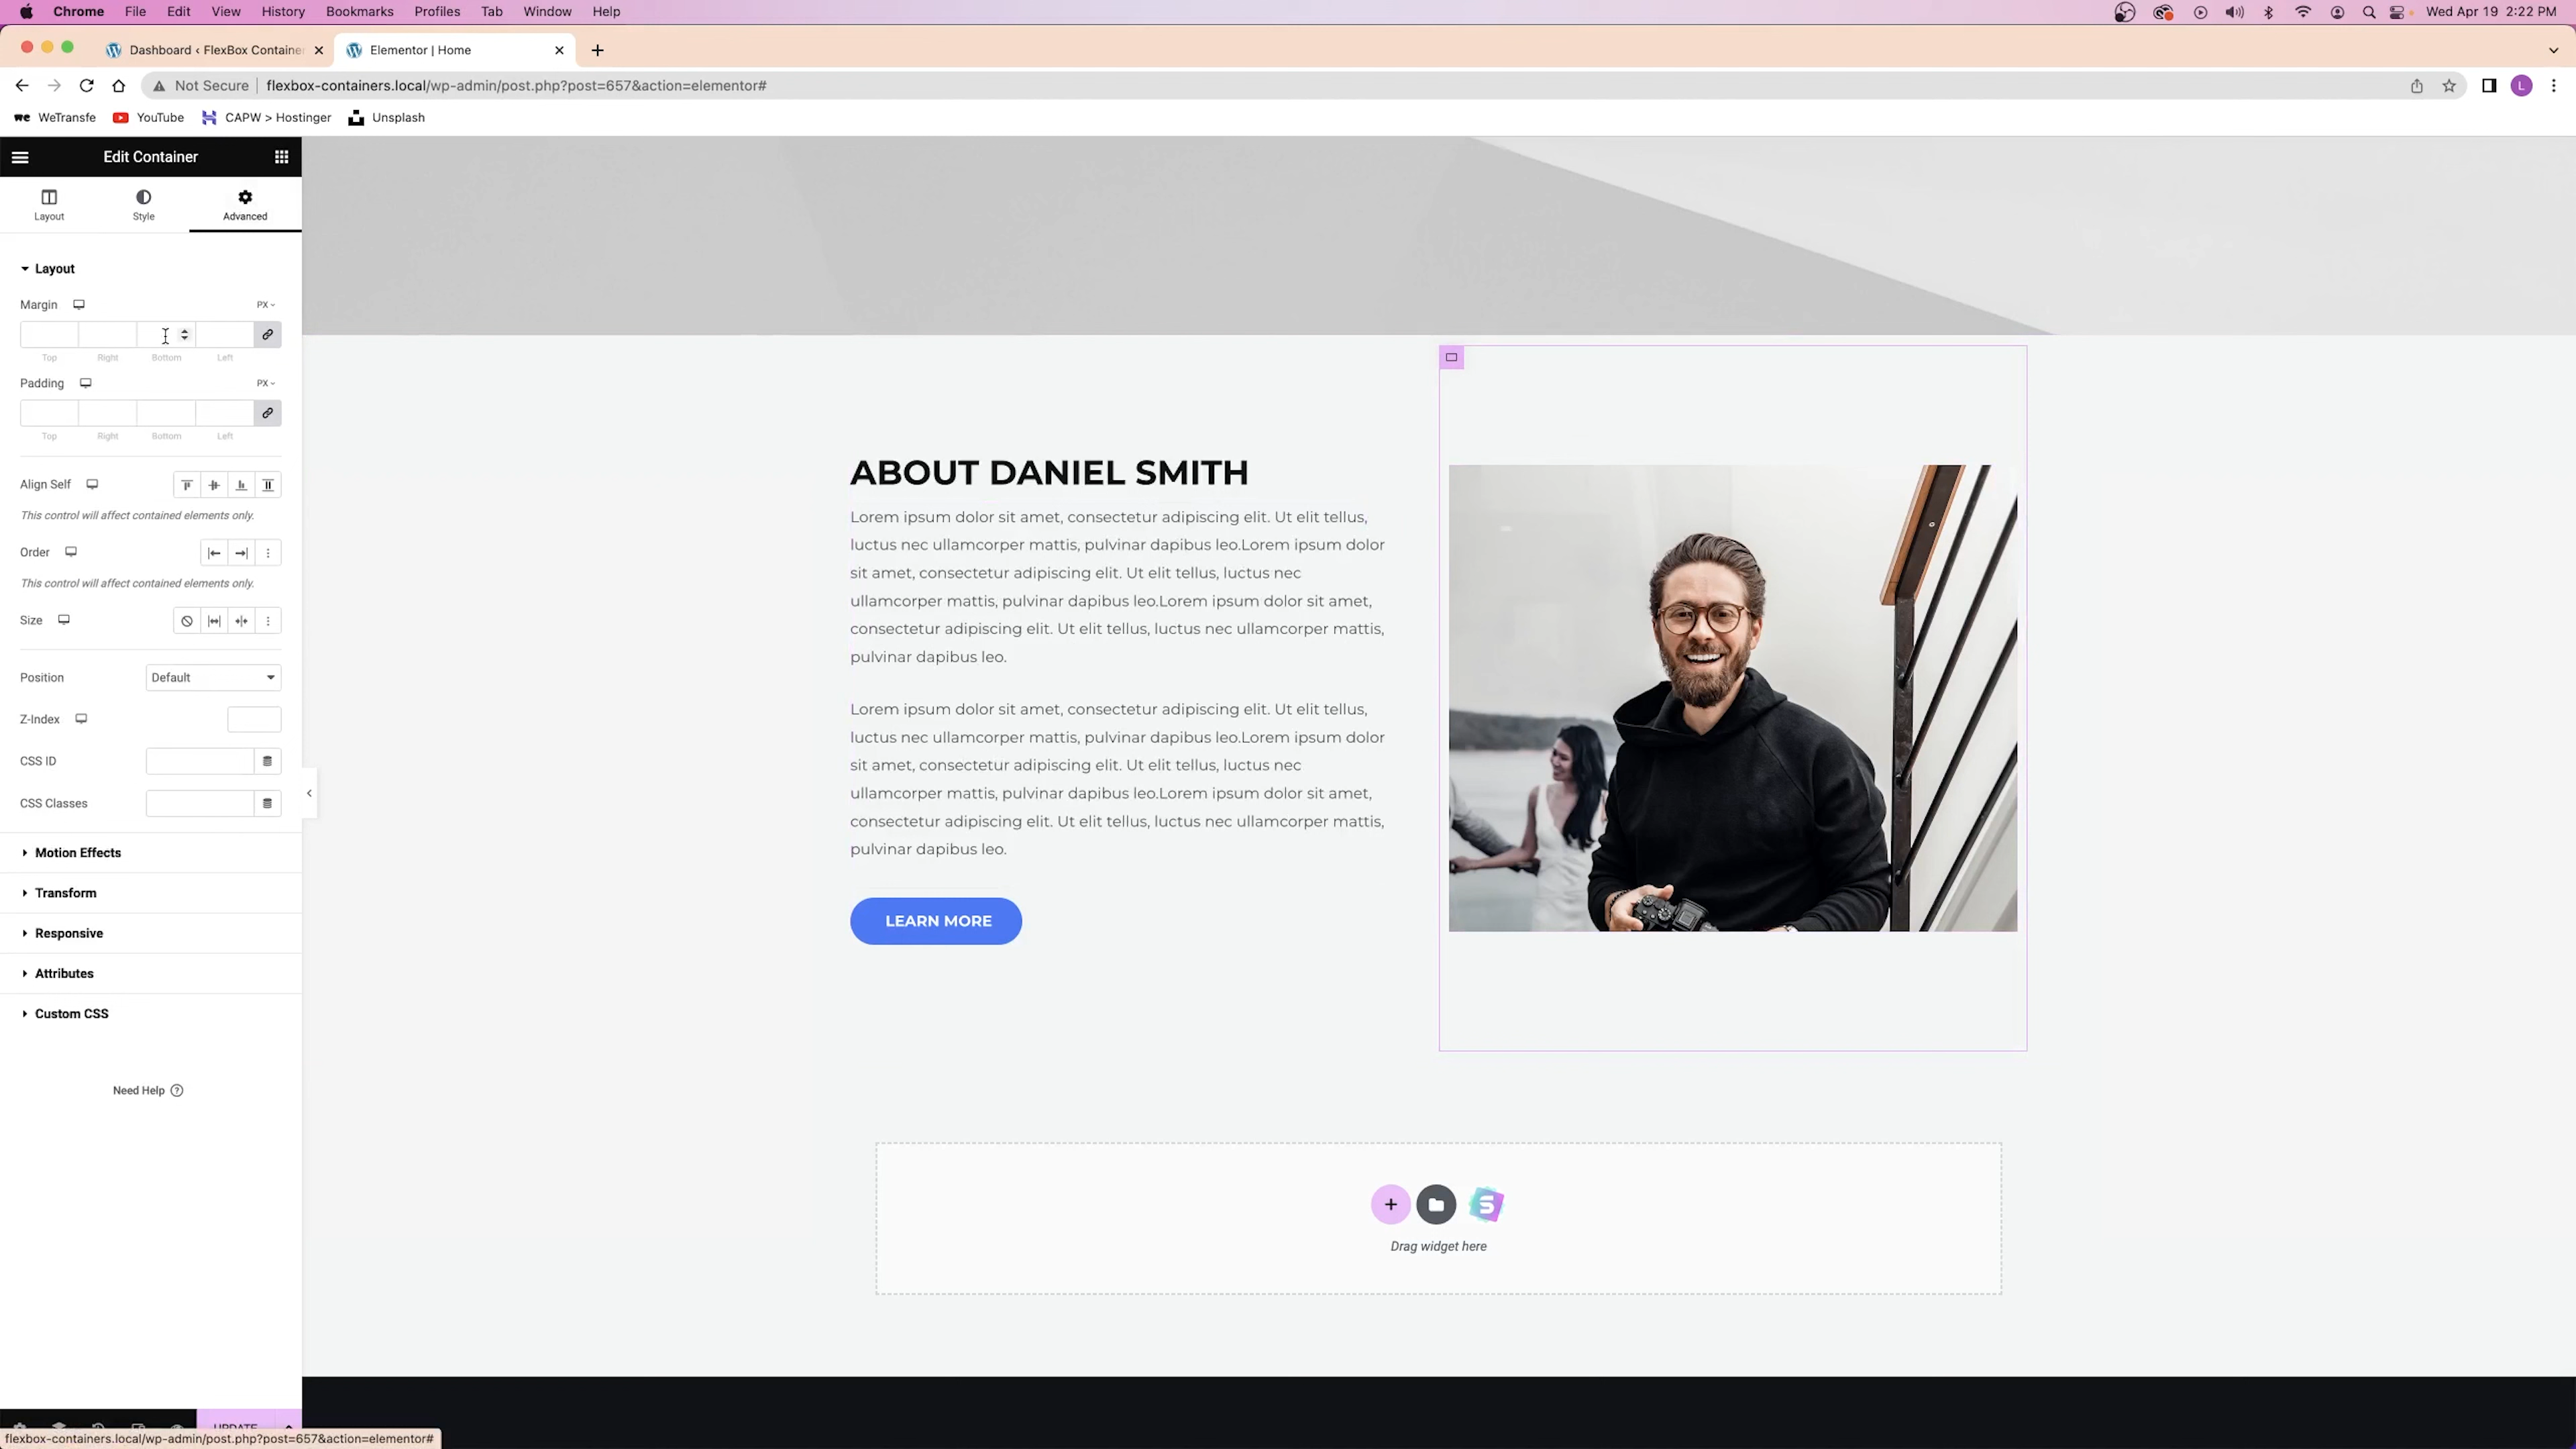 Chrome File Edit View History Bookmarks Profiles Tab Window Help Wed Apr 19 2:22 PM
Dashboard ‹ FlexBox Container Elementor | Home
Not Secure flexbox-containers.local/wp-admin/post.php?post=657&action=elementor# L
we WeTransfe YouTube CAPW > Hostinger Unsplash
Edit Container
Layout Style Advanced
Layout
Margin PX
Top Right Bottom Left
Padding PX
Top Right Bottom Left
Align Self
This control will affect contained elements only.
Order
This control will affect contained elements only.
Size
Position Default
Z-Index
CSS ID
CSS Classes
Motion Effects
Transform
Responsive
Attributes
Custom CSS
Need Help ?
UPDATE
flexbox-containers.local/wp-admin/post.php?post=657&action=elementor#
ABOUT DANIEL SMITH
Lorem ipsum dolor sit amet, consectetur adipiscing elit. Ut elit tellus,
luctus nec ullamcorper mattis, pulvinar dapibus leo.Lorem ipsum dolor
sit amet, consectetur adipiscing elit. Ut elit tellus, luctus nec
ullamcorper mattis, pulvinar dapibus leo.Lorem ipsum dolor sit amet,
consectetur adipiscing elit. Ut elit tellus, luctus nec ullamcorper mattis,
pulvinar dapibus leo.
Lorem ipsum dolor sit amet, consectetur adipiscing elit. Ut elit tellus,
luctus nec ullamcorper mattis, pulvinar dapibus leo.Lorem ipsum dolor
sit amet, consectetur adipiscing elit. Ut elit tellus, luctus nec
ullamcorper mattis, pulvinar dapibus leo.Lorem ipsum dolor sit amet,
consectetur adipiscing elit. Ut elit tellus, luctus nec ullamcorper mattis,
pulvinar dapibus leo.
LEARN MORE
S
Drag widget here